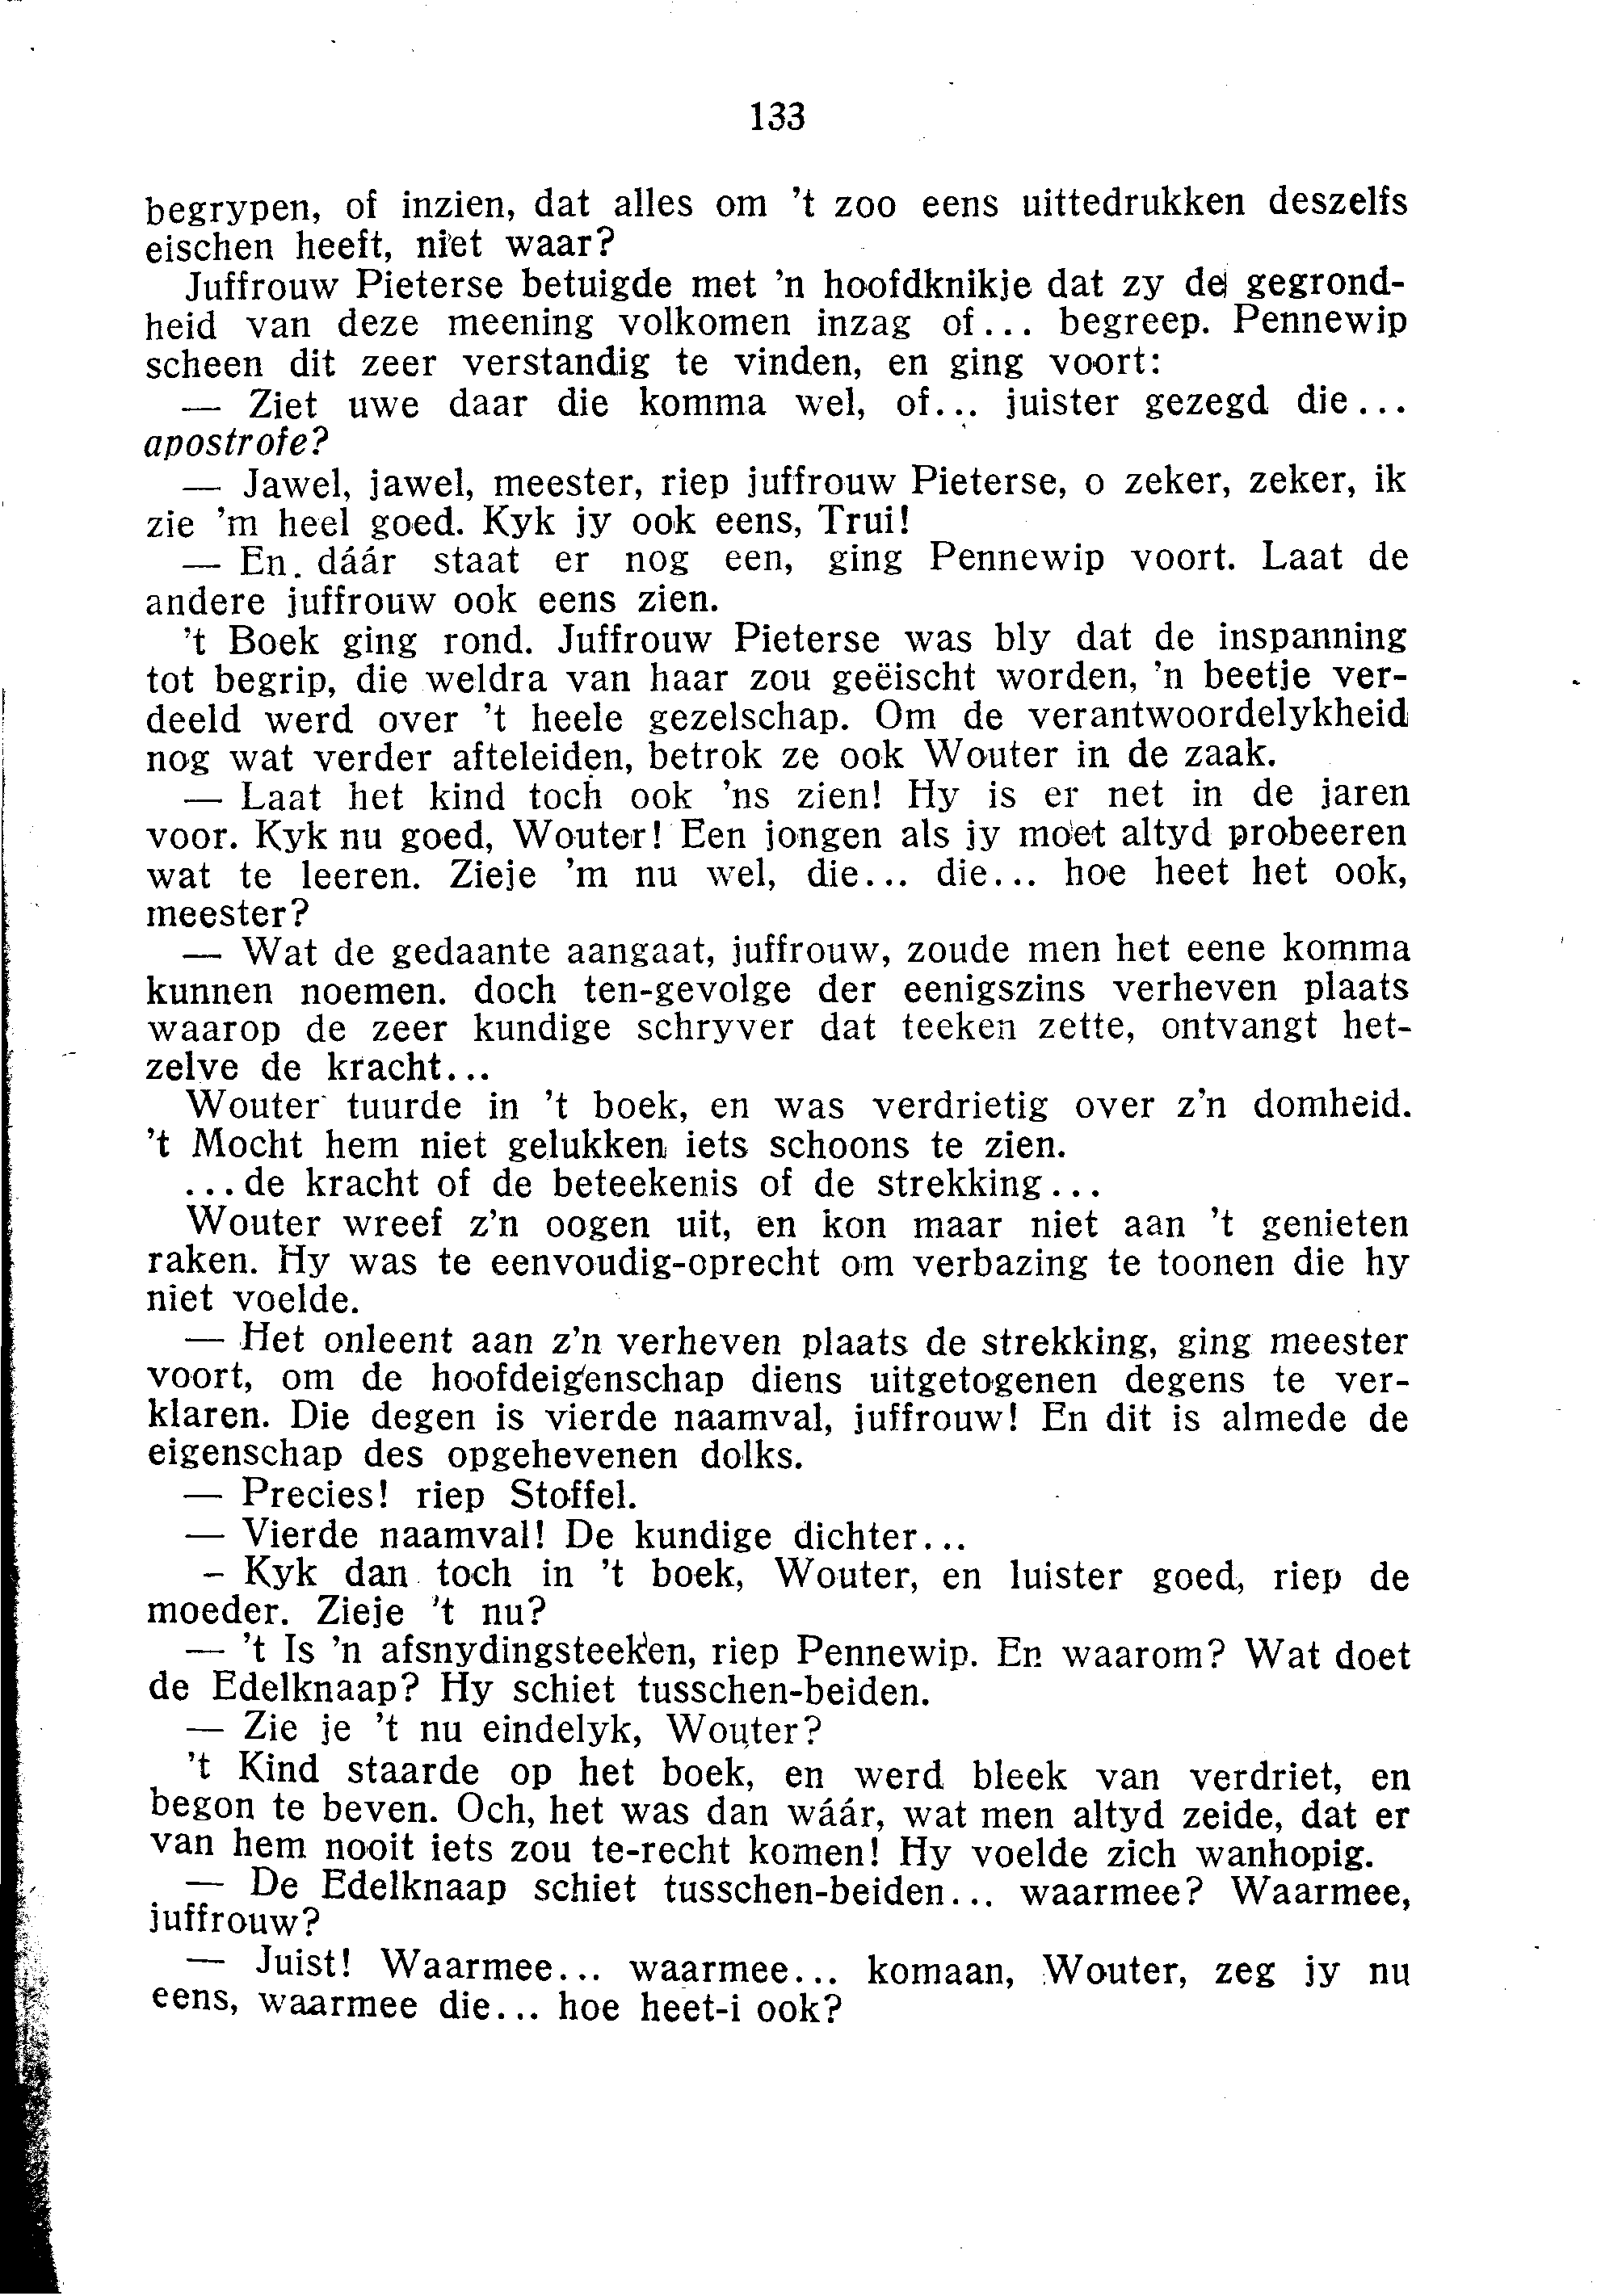 133
begrypen, of inzien, dat alles om 't zoo eens uittedrukken deszelfs
eischen heeft, niet waar?
Juffrouw Pieterse betuigde met 'n hoofdknikje dat zy de gegrond-
heid van deze meening volkomen inzag of... begreep. Pennewip
scheen dit zeer verstandig te vinden, en ging voort:
— Ziet uwe daar die komma wel, of... juister gezegd die...
apostrofe?
— Jawel, jawel, meester, riep juffrouw Pieterse, o zeker, zeker, ik
zie 'm heel goed. Kyk jy ook eens, Trui!
— En. dáár staat er nog een, ging Pennewip voort. Laat de
andere juffrouw ook eens zien.
't Boek ging rond. Juffrouw Pieterse was bly dat de inspanning
tot begrip, die weldra van haar zou geëischt worden, 'n beetje ver-
deeld werd over 't heele gezelschap. Om de verantwoordelykheid
nog wat verder afteleiden, betrok ze ook Wouter in de zaak.
— Laat het kind toch ook 'ns zien! Hy is er net in de jaren
voor. Kyk nu goed, Wouter! Een jongen als jy moet altyd probeeren
wat te leeren. Zieje 'm nu wel, die... die... hoe heet het ook,
meester?
— Wat de gedaante aangaat, juffrouw, zoude men het eene komma
kunnen noemen. doch ten-gevolge der eenigszins verheven plaats
waarop de zeer kundige schryver dat teeken zette, ontvangt het-
zelve de kracht...
Wouter tuurde in 't boek, en was verdrietig over z'n domheid.
't Mocht hem niet gelukken iets schoons te zien.
...de kracht of de beteekenis of de strekking...
Wouter wreef z'n oogen uit, en kon maar niet aan 't genieten
raken. Hy was te eenvoudig-oprecht om verbazing te toonen die hy
niet voelde.
— Het onleent aan z'n verheven plaats de strekking, ging meester
voort, om de hoofdeigenschap diens uitgetogenen degens te ver-
klaren. Die degen is vierde naamval, juffrouw! En dit is almede de
eigenschap des opgehevenen dolks.
— Precies! riep Stoffel.
— Vierde naamval! De kundige dichter...
– Kyk dan toch in 't boek, Wouter, en luister goed, riep de
moeder. Zieje 't nu?
— 't Is 'n afsnydingsteeken, riep Pennewip. En waarom? Wat doet
de Edelknaap? Hy schiet tusschen-beiden.
— Zie je 't nu eindelyk, Wouter?
't Kind staarde op het boek, en werd bleek van verdriet, en
begon te beven. Och, het was dan wáár, wat men altyd zeide, dat er
van hem nooit iets zou te-recht komen! Hy voelde zich wanhopig.
— De Edelknaap schiet tusschen-beiden... waarmee? Waarmee,
juffrouw?
— Juist! Waarmee... waarmee... komaan, Wouter, zeg jy nu
eens, waarmee die... hoe heet-i ook?